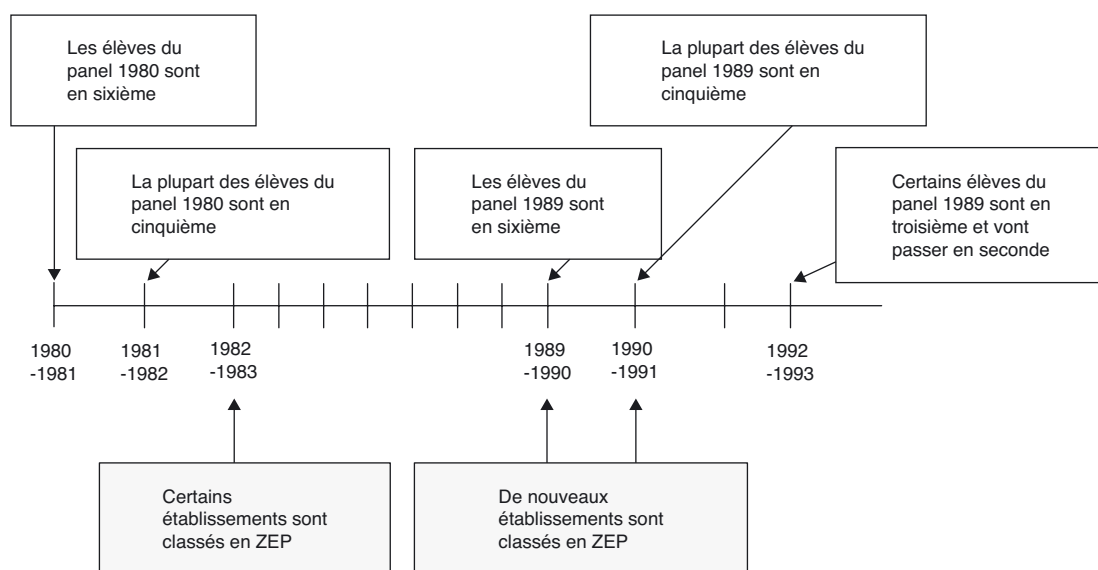 Les élèves du
panel 1980 sont
en sixième
La plupart des élèves du
panel 1989 sont en
cinquième
La plupart des élèves du
panel 1980 sont en
cinquième
Les élèves du
panel 1989 sont
en sixième
Certains élèves du
panel 1989 sont en
troisième et vont
passer en seconde
1980
-1981
1981
-1982
1982
-1983
1989
-1990
1990
-1991
1992
-1993
Certains
établissements sont
classés en ZEP
De nouveaux
établissements sont
classés en ZEP